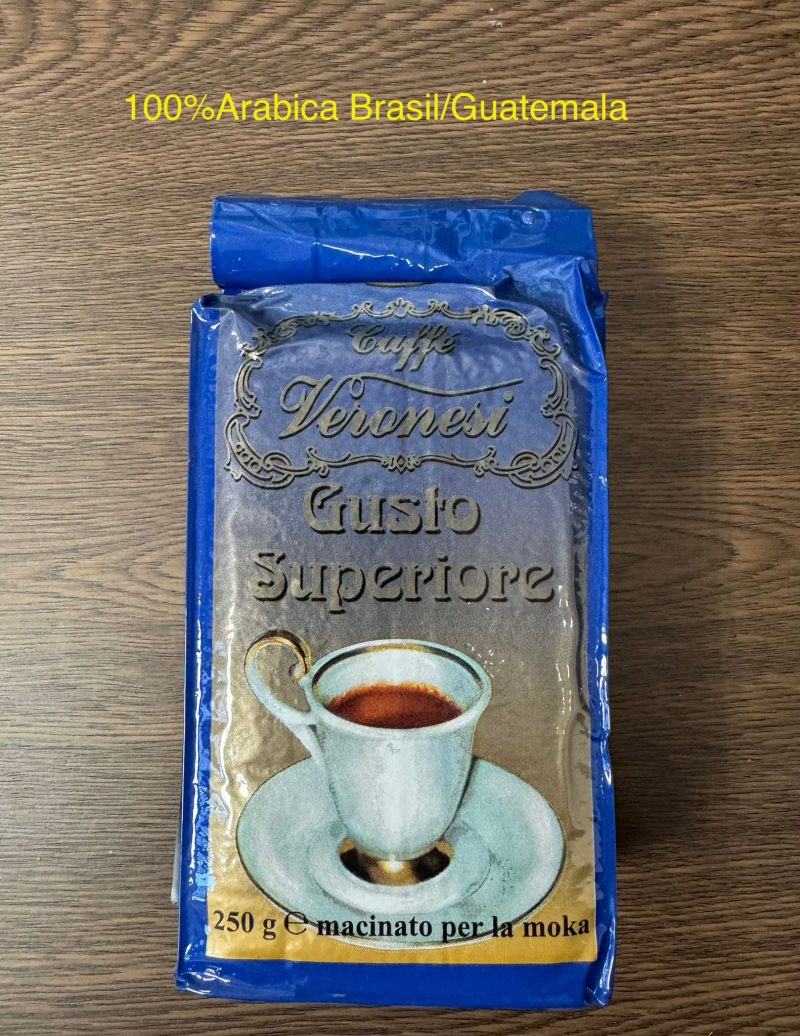 100%Arabica Brasil/Guatemala
Caffè
Veronesi
Gusto
Superiore
250 g ℮ macinato per la moka